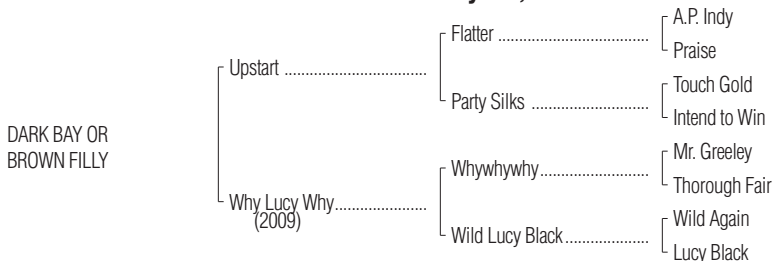 A.P. Indy
Flatter
Praise
Upstart
Touch Gold
Party Silks
Intend to Win
DARK BAY OR
BROWN FILLY
Mr. Greeley
Whywhywhy
Thorough Fair
Why Lucy Why
(2009)
Wild Again
Wild Lucy Black
Lucy Black